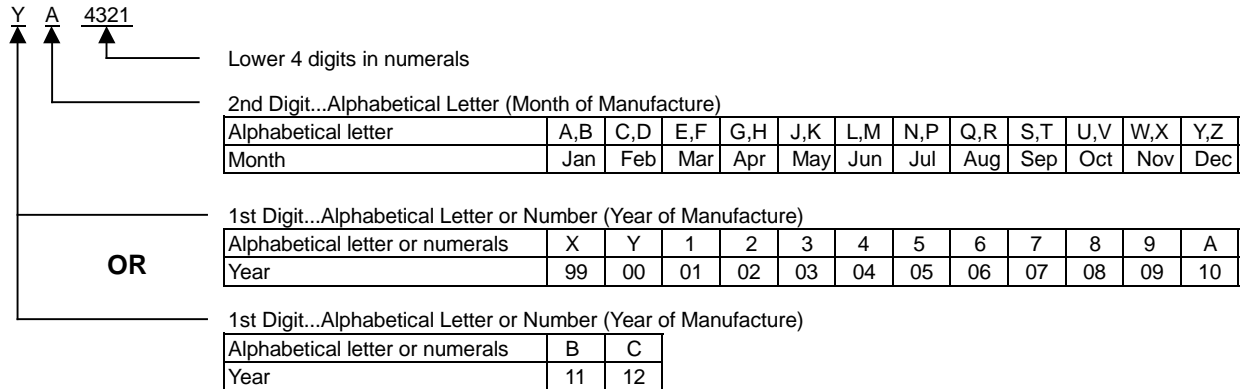 Y A 4321
Lower 4 digits in numerals
2nd Digit...Alphabetical Letter (Month of Manufacture)
Alphabetical letter A,B C,D E,F G,H J,K L,M N,P Q,R S,T U,V W,X Y,Z
Month Jan Feb Mar Apr May Jun Jul Aug Sep Oct Nov Dec
1st Digit...Alphabetical Letter or Number (Year of Manufacture)
Alphabetical letter or numerals X Y 1 2 3 4 5 6 7 8 9 A
Year 99 00 01 02 03 04 05 06 07 08 09 10
OR
1st Digit...Alphabetical Letter or Number (Year of Manufacture)
Alphabetical letter or numerals B C
Year 11 12